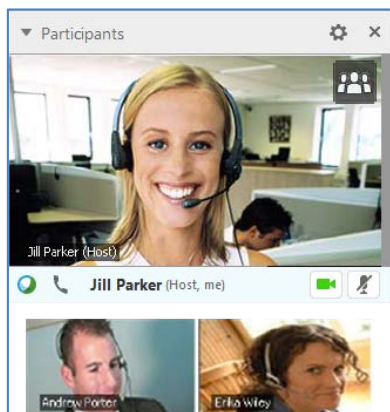 Participants
Jill Parker (Host)
Jill Parker (Host, me)
Andrew Porter
Erika Wiley